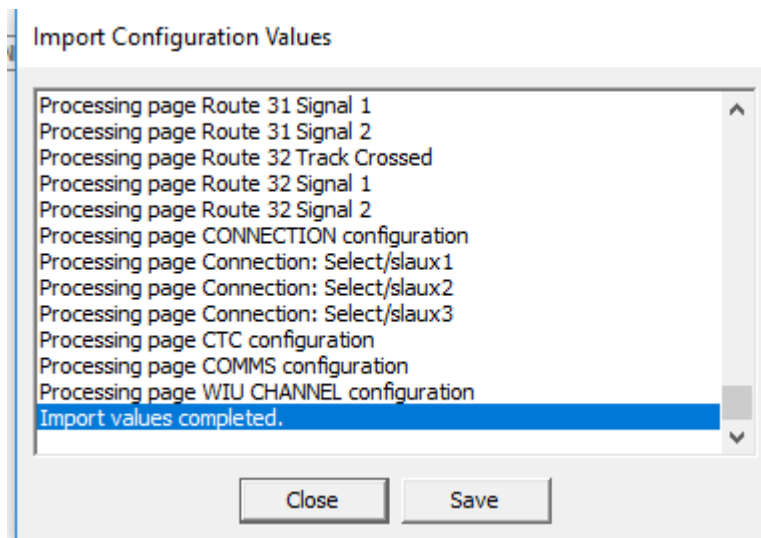 Import Configuration Values
Processing page Route 31 Signal 1
Processing page Route 31 Signal 2
Processing page Route 32 Track Crossed
Processing page Route 32 Signal 1
Processing page Route 32 Signal 2
Processing page CONNECTION configuration
Processing page Connection: Select/slaux1
Processing page Connection: Select/slaux2
Processing page Connection: Select/slaux3
Processing page CTC configuration
Processing page COMMS configuration
Processing page WIU CHANNEL configuration
Import values completed.
Close Save